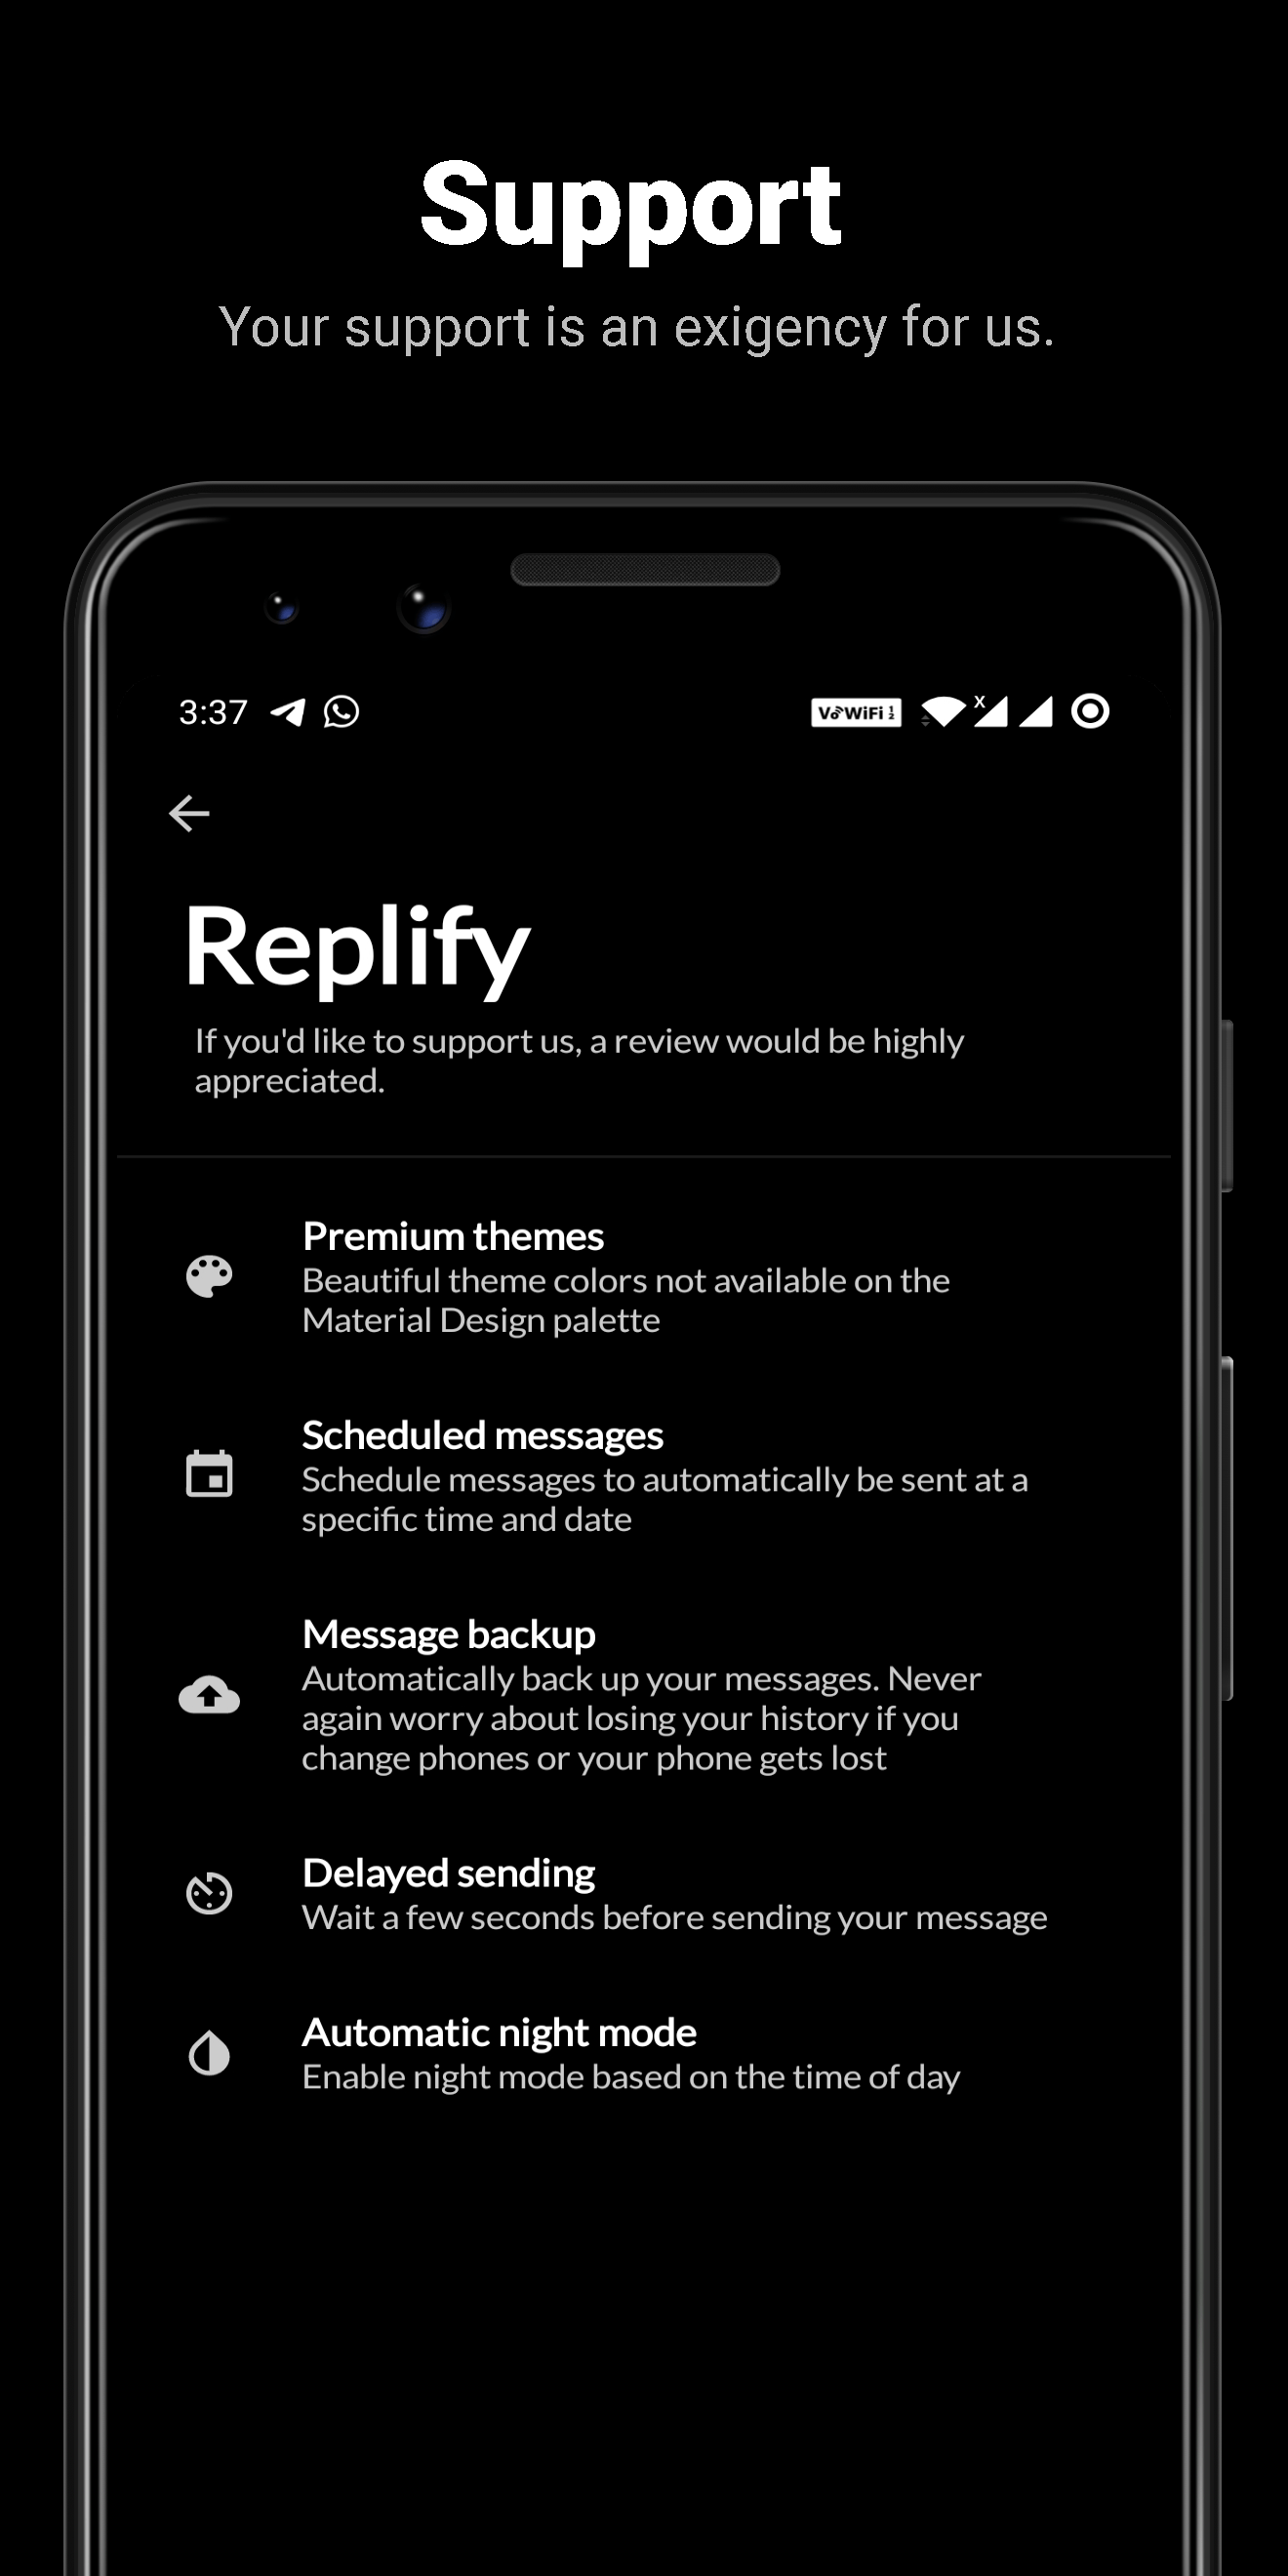 Support
Your support is an exigency for us.
3:37
VoWiFi 1 2
X
Replify
If you'd like to support us, a review would be highly
appreciated.
Premium themes
Beautiful theme colors not available on the
Material Design palette
Scheduled messages
Schedule messages to automatically be sent at a
specific time and date
Message backup
Automatically back up your messages. Never
again worry about losing your history if you
change phones or your phone gets lost
Delayed sending
Wait a few seconds before sending your message
Automatic night mode
Enable night mode based on the time of day